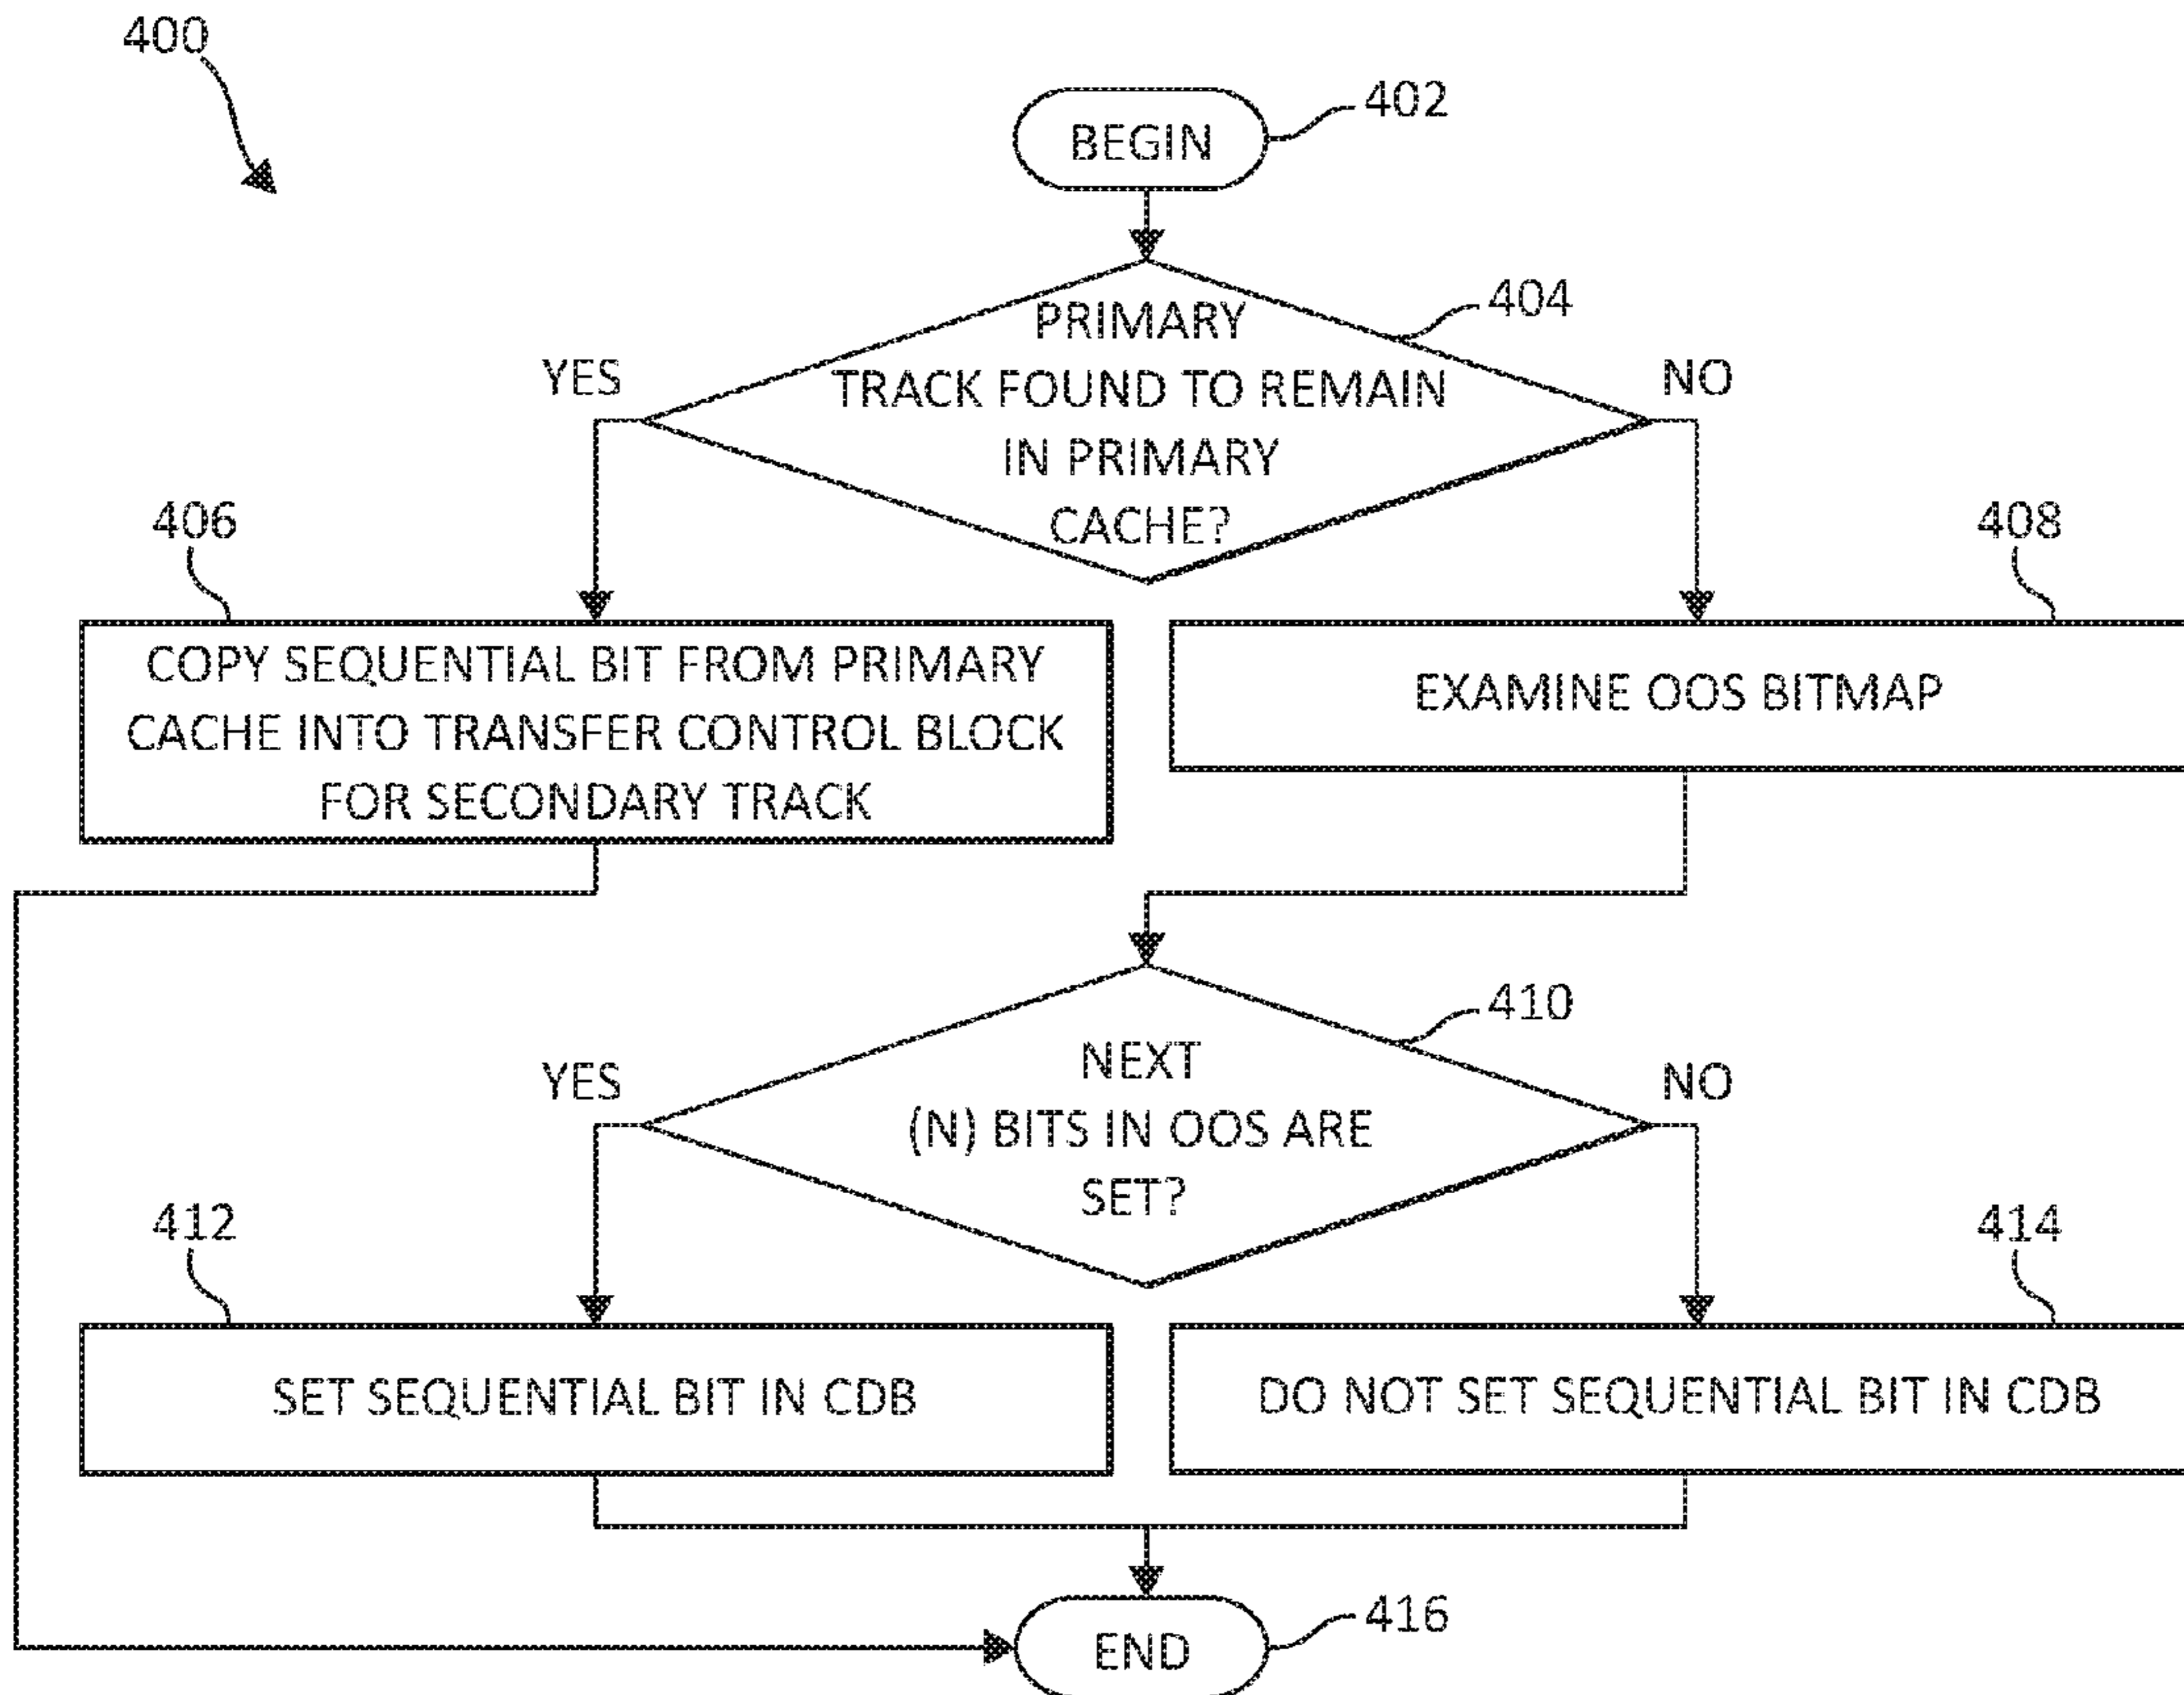 400
BEGIN
402
PRIMARY
TRACK FOUND TO REMAIN
IN PRIMARY
CACHE?
404
YES
NO
406
COPY SEQUENTIAL BIT FROM PRIMARY
CACHE INTO TRANSFER CONTROL BLOCK
FOR SECONDARY TRACK
408
EXAMINE OOS BITMAP
NEXT
(N) BITS IN OOS ARE
SET?
410
YES
NO
412
SET SEQUENTIAL BIT IN CDB
414
DO NOT SET SEQUENTIAL BIT IN CDB
END
416